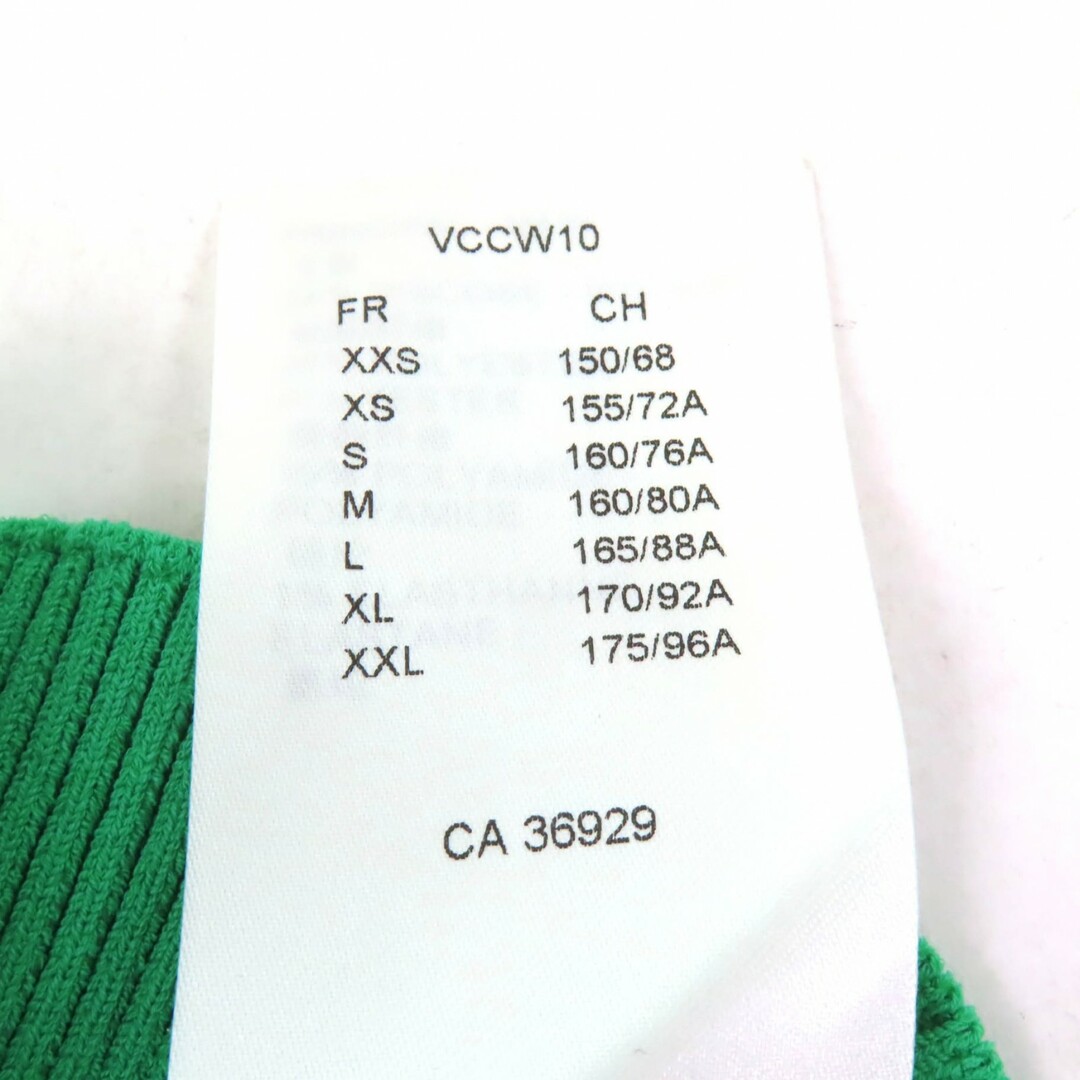 VCCW10
FR CH
XXS 150/68
XS 155/72A
S 160/76A
M 160/80A
L 165/88A
XL 170/92A
XXL 175/96A
CA 36929